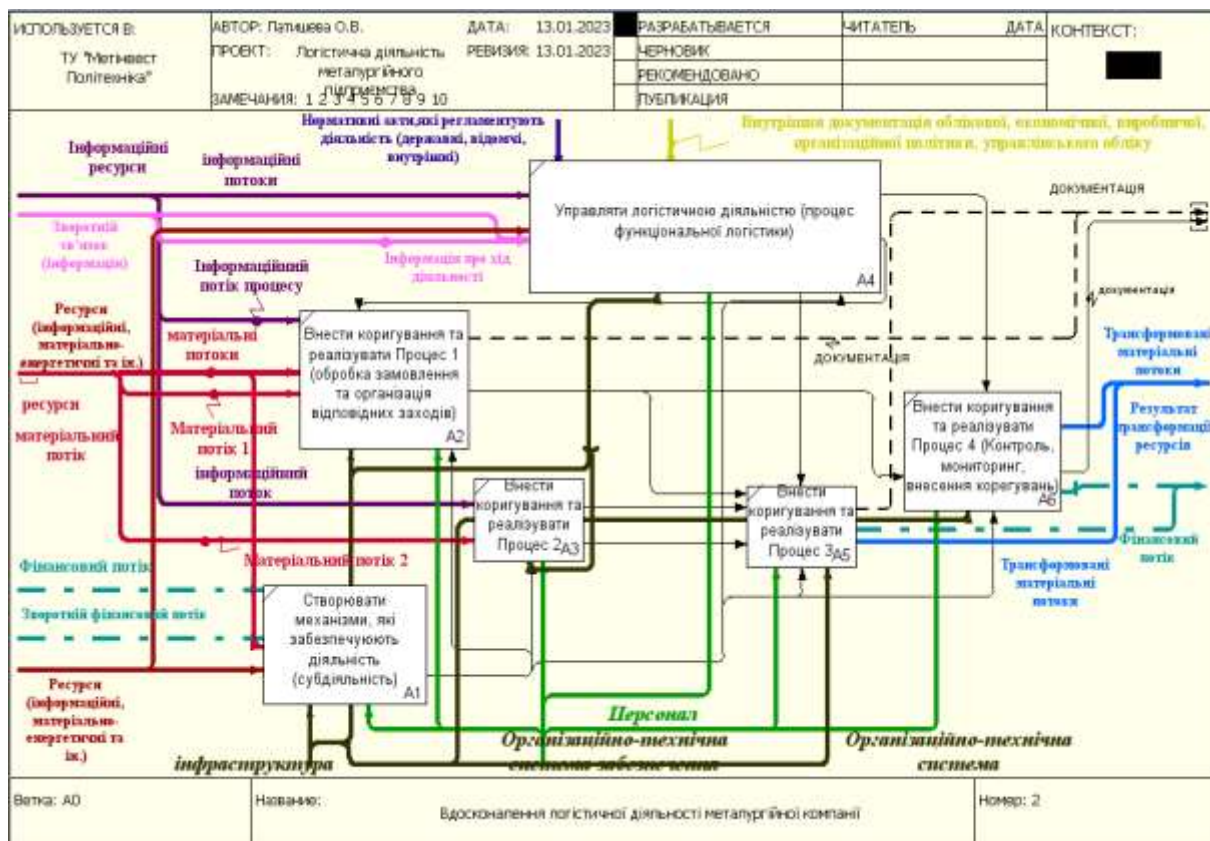 ИСПОЛЬЗУЕТСЯ В:
ТУ "Метінвест
Політехніка"
АВТОР: Латишева О.В.
ДАТА: 13.01.2023
ПРОЕКТ: Логістична діяльність
металургійного
підприємства
РЕВИЗИЯ: 13.01.2023
ЗАМЕЧАНИЯ: 1 2 3 4 5 6 7 8 9 10
РАЗРАБАТЫВАЕТСЯ
ЧЕРНОВИК
РЕКОМЕНДОВАНО
ПУБЛИКАЦИЯ
ЧИТАТЕЛЬ
ДАТА
КОНТЕКСТ:
Нормативні акти,які регламентують
діяльність (державні, відомчі,
внутрішні)
Внутрішня документація облікової, економічної, виробничої,
організаційної політики, управлінського обліку
Інформаційні
ресурси
інформаційні
потоки
Управляти логістичною діяльністю (процес
функціональної логістики)
A4
ДОКУМЕНТАЦІЯ
Зворотній
зв'язок
(інформація)
Інформація про хід
діяльності
Інформаційний
потік процесу
документація
Ресурси
(інформаційні,
матеріально-
енергетичні та ін.)
матеріальні
потоки
Внести коригування та
реалізувати Процес 1
(обробка замовлення
та організація
відповідних заходів)
A2
ДОКУМЕНТАЦІЯ
Трансформовані
матеріальні
потоки
ресурси
матеріальний
потік
Матеріальний
потік 1
Внести коригування
та реалізувати
Процес 4 (Контроль,
мониторинг,
внесення корегувань)
A6
Результат
трансформації
ресурсів
інформаційний
поток
Внести
коригування та
реалізувати
Процес 2
A3
Внести
коригування та
реалізувати
Процес 3
A5
Матеріальний потік 2
Фінансовий
потік
Трансформовані
матеріальні
потоки
Фінансовий потік
Зворотній фінансовий потік
Створювати
механізми, які
забезпечуюють
діяльність
(субдіяльність)
A1
Ресурси
(інформаційні,
матеріально-
енергетичні та
ін.)
Персонал
інфраструктура
Організаційно-технічна
система забезпечення
Організаційно-технічна
система
Ветка: A0
Название:
Вдосконалення логістичної діяльності металургійної компанії
Номер: 2